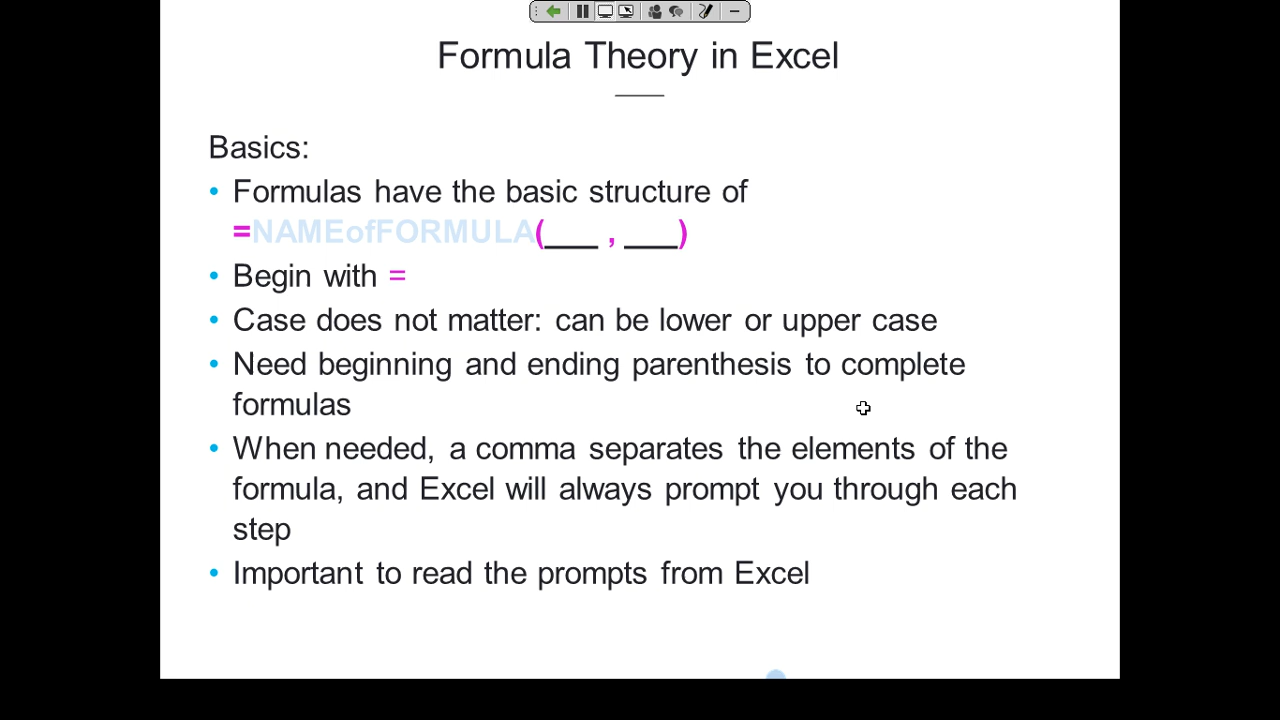 Formula Theory in Excel
Basics:
• Formulas have the basic structure of
=NAMEofFORMULA(___ , ___)
• Begin with =
• Case does not matter: can be lower or upper case
• Need beginning and ending parenthesis to complete
formulas
• When needed, a comma separates the elements of the
formula, and Excel will always prompt you through each
step
• Important to read the prompts from Excel